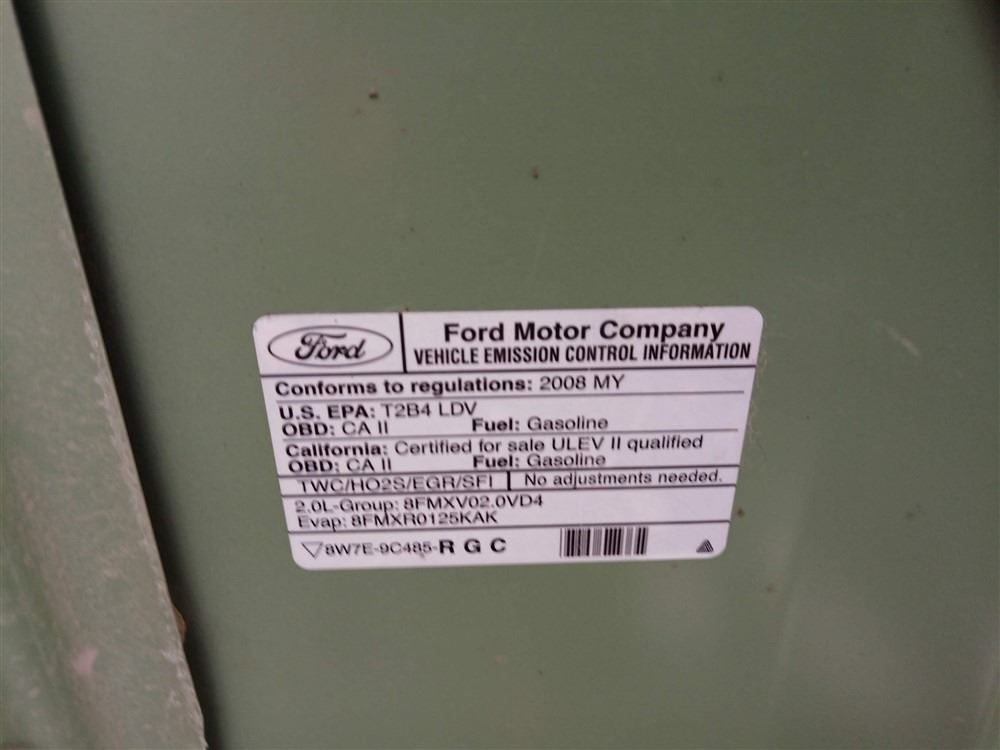 Ford
Ford Motor Company
VEHICLE EMISSION CONTROL INFORMATION
Conforms to regulations: 2008 MY
U.S. EPA: T2B4 LDV
OBD: CA II Fuel: Gasoline
California: Certified for sale ULEV II qualified
OBD: CA II Fuel: Gasoline
TWC/HO2S/EGR/SFI No adjustments needed.
2.0L-Group: 8FMXV02.0VD4
Evap: 8FMXR0125KAK
8W7E-9C485-R G C